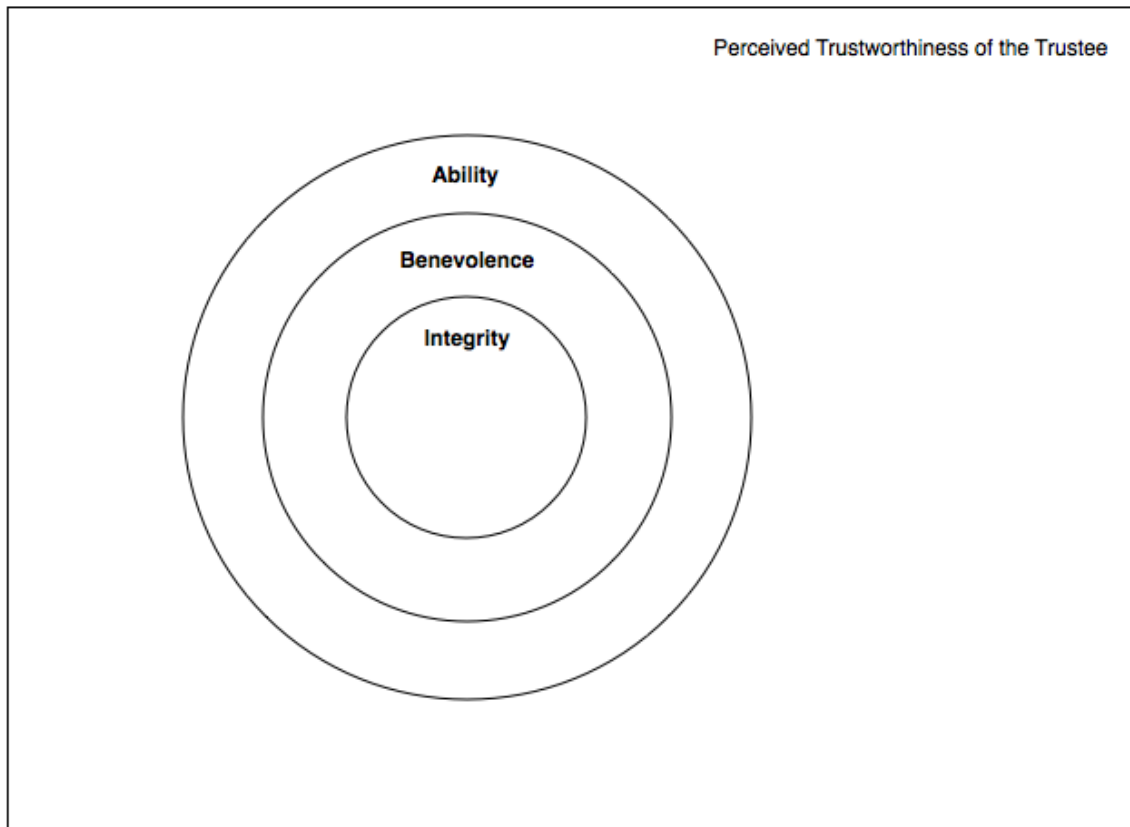 Perceived Trustworthiness of the Trustee
Ability
Benevolence
Integrity